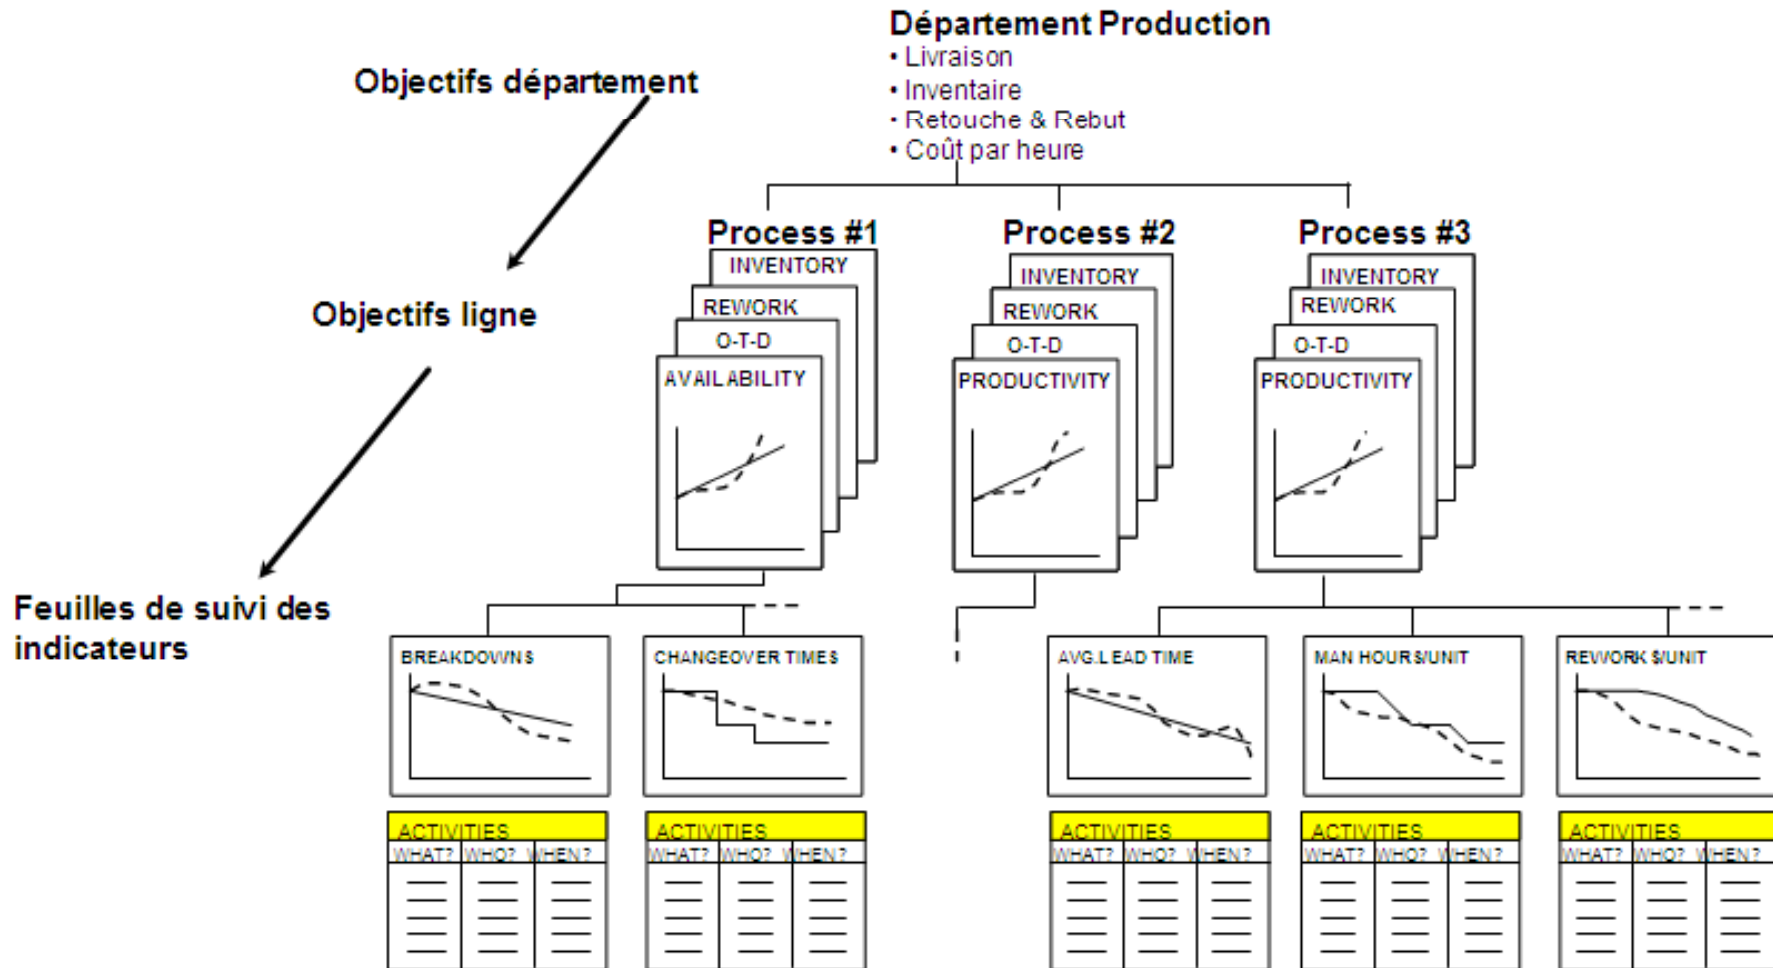 Département Production
• Livraison
• Inventaire
• Retouche & Rebut
• Coût par heure
Objectifs département
Process #1
Process #2
Process #3
INVENTORY
REWORK
O-T-D
AVAILABILITY
INVENTORY
REWORK
O-T-D
PRODUCTIVITY
INVENTORY
REWORK
O-T-D
PRODUCTIVITY
Objectifs ligne
Feuilles de suivi des
indicateurs
BREAKDOWNS
CHANGEOVER TIMES
AVG.LEAD TIME
MAN HOURS/UNIT
REWORK $/UNIT
ACTIVITIES
WHAT? WHO? WHEN?
ACTIVITIES
WHAT? WHO? WHEN?
ACTIVITIES
WHAT? WHO? WHEN?
ACTIVITIES
WHAT? WHO? WHEN?
ACTIVITIES
WHAT? WHO? WHEN?